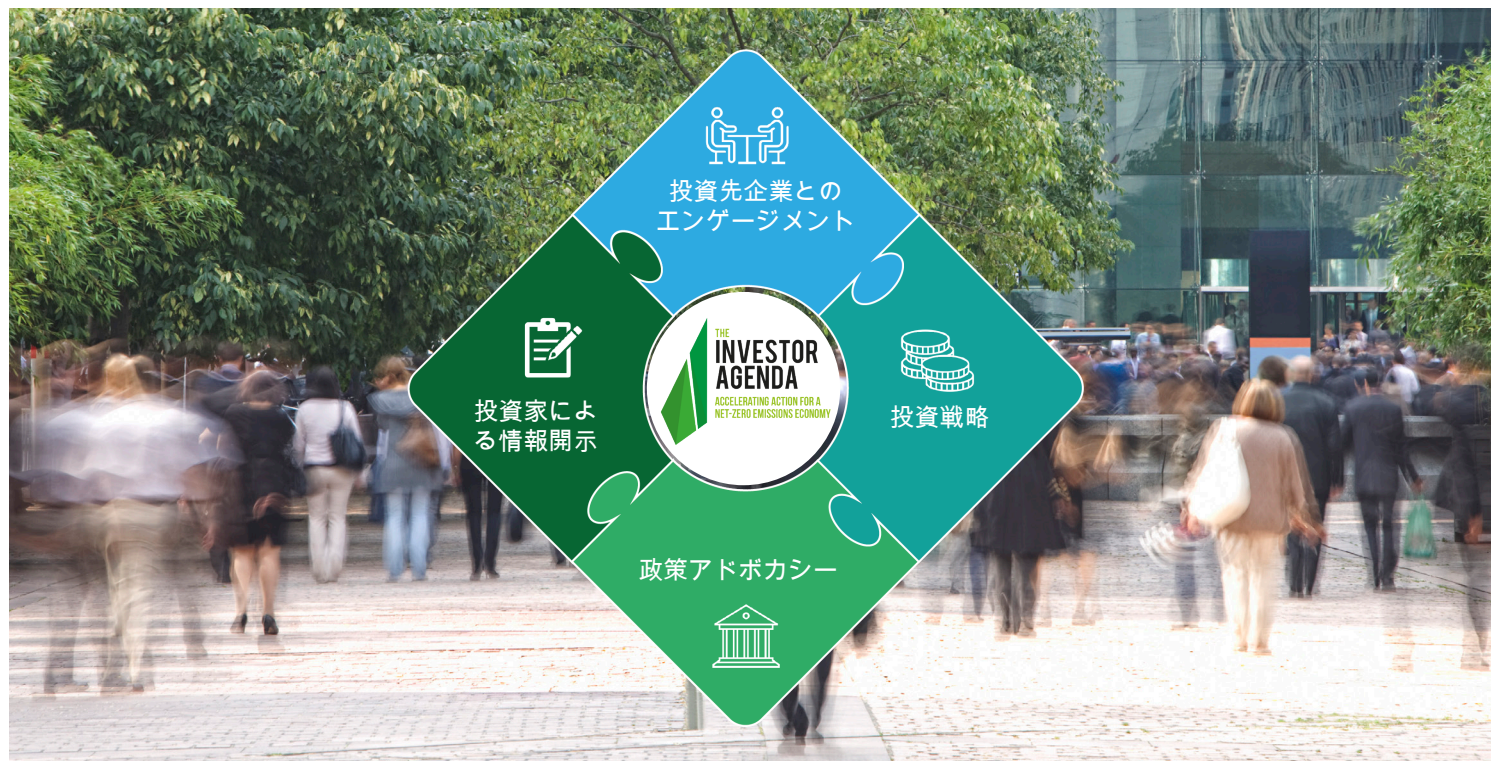 投資先企業との
エンゲージメント
投資家によ
る情報開示
THE
INVESTOR
AGENDA
ACCELERATING ACTION FOR A
NET-ZERO EMISSIONS ECONOMY
投資戦略
政策アドボカシー